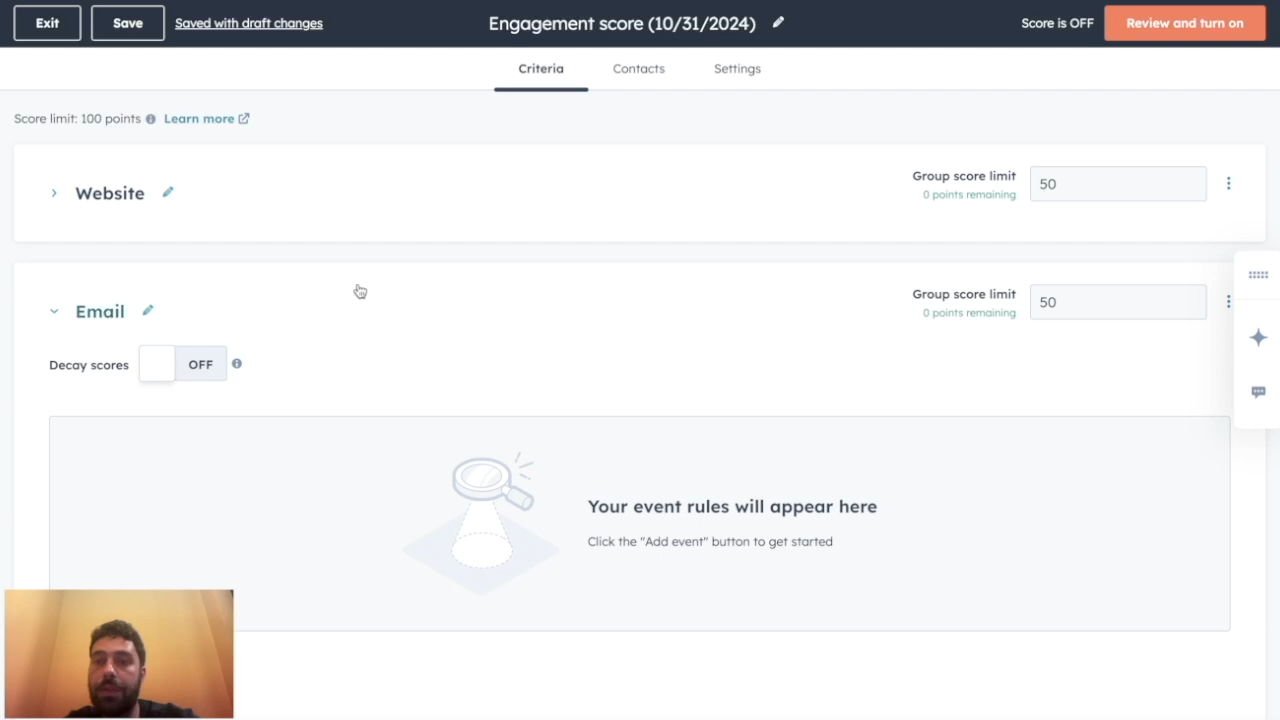 Exit
Save
Saved with draft changes
Engagement score (10/31/2024)
Score is OFF
Review and turn on
Criteria
Contacts
Settings
Score limit: 100 points
Learn more
Website
Group score limit
0 points remaining
50
Email
Group score limit
0 points remaining
50
Decay scores
OFF
Your event rules will appear here
Click the "Add event" button to get started